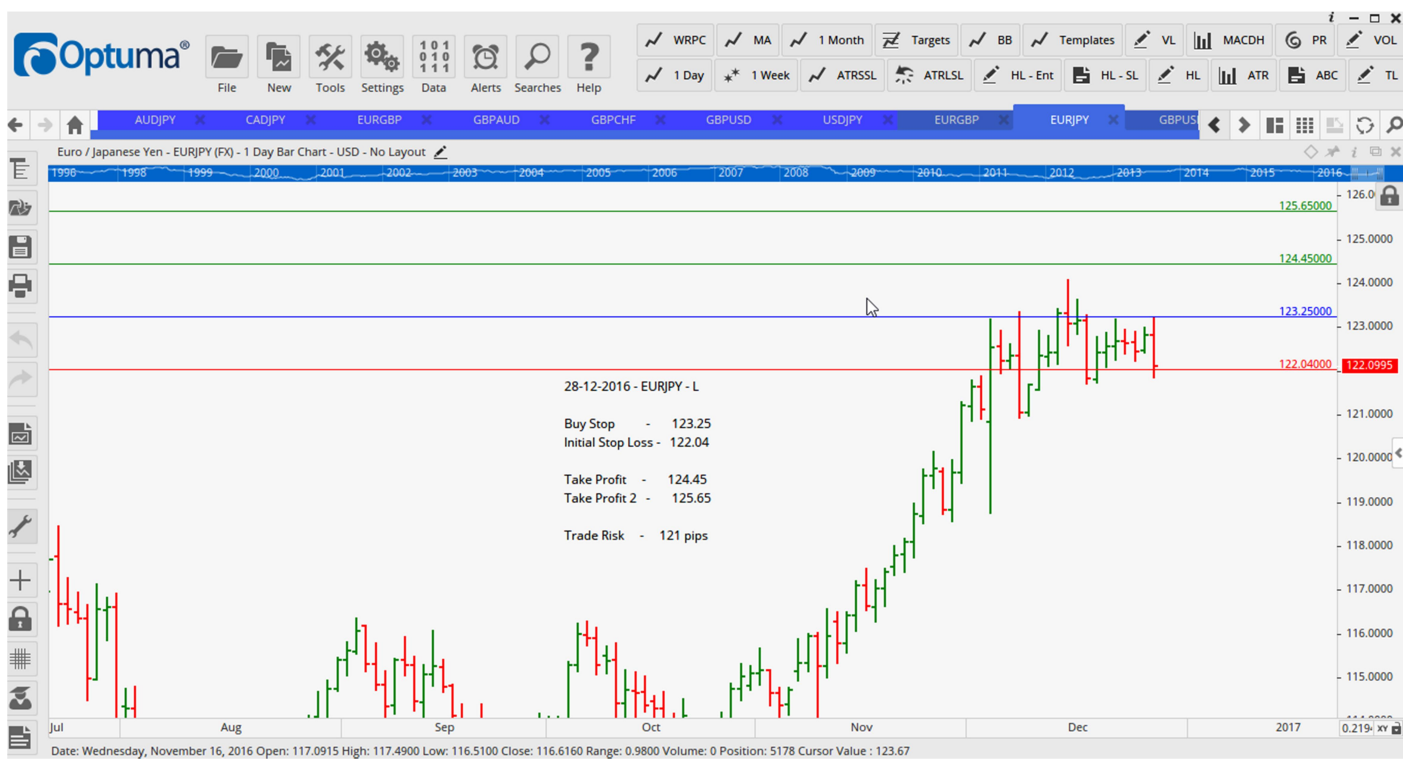 Optuma®
File
New
Tools
Settings
101
010
111
Data
Alerts
Searches
?
Help
WRPC
MA
1 Month
Targets
BB
Templates
VL
MACDH
PR
VOL
1 Day
1 Week
ATRSSL
ATRLSL
HL - Ent
HL - SL
HL
ATR
ABC
TL
AUDJPY
CADJPY
EURGBP
GBPAUD
GBPCHF
GBPUSD
USDJPY
EURGBP
EURJPY
GBPUS
Euro / Japanese Yen - EURJPY (FX) - 1 Day Bar Chart - USD - No Layout
1996 1998 1999 2000 2001 2002 2003 2004 2005 2006 2007 2008 2009 2010 2011 2012 2013 2014 2015 2016
126.0
125.65000
125.0000
124.45000
124.0000
123.25000
123.0000
122.04000
122.0995
121.0000
120.0000
119.0000
118.0000
117.0000
116.0000
115.0000
28-12-2016 - EURJPY - L
Buy Stop - 123.25
Initial Stop Loss - 122.04
Take Profit - 124.45
Take Profit 2 - 125.65
Trade Risk - 121 pips
Jul Aug Sep Oct Nov Dec 2017
0.219 XY
Date: Wednesday, November 16, 2016 Open: 117.0915 High: 117.4900 Low: 116.5100 Close: 116.6160 Range: 0.9800 Volume: 0 Position: 5178 Cursor Value : 123.67